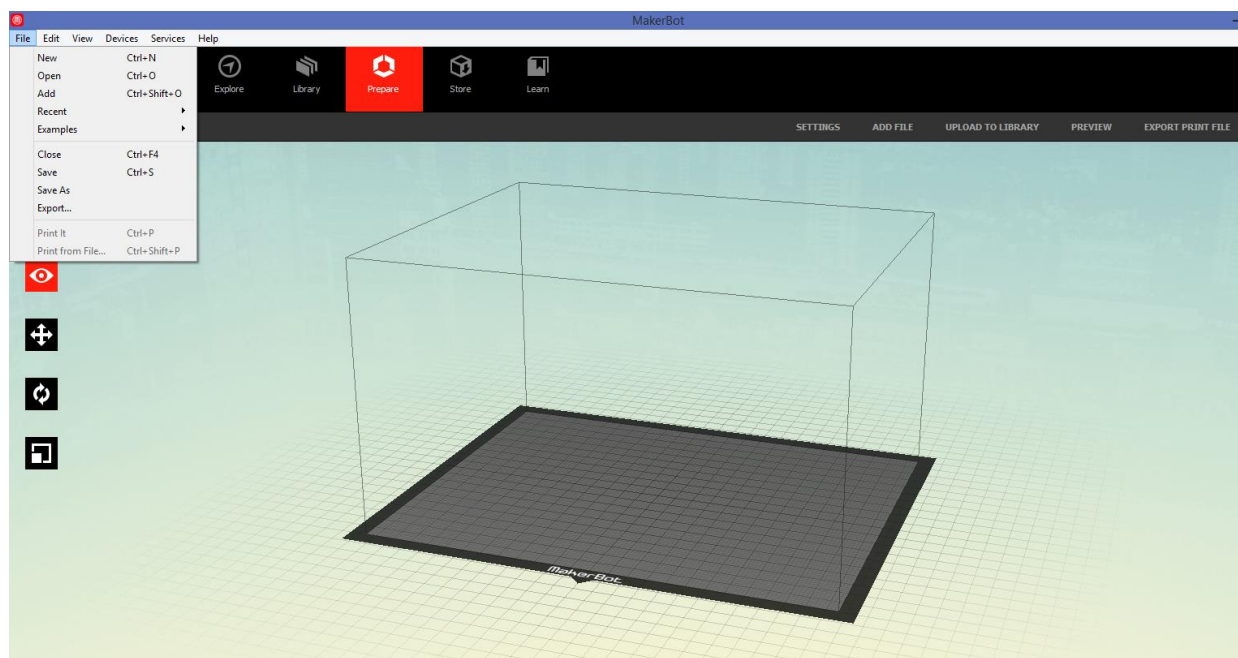 MakerBot
File Edit View Devices Services Help
New Ctrl+N
Open Ctrl+O
Add Ctrl+Shift+O
Recent
Examples
Close Ctrl+F4
Save Ctrl+S
Save As
Export...
Print It Ctrl+P
Print from File... Ctrl+Shift+P
Explore Library Prepare Store Learn
SETTINGS ADD FILE UPLOAD TO LIBRARY PREVIEW EXPORT PRINT FILE
MakerBot